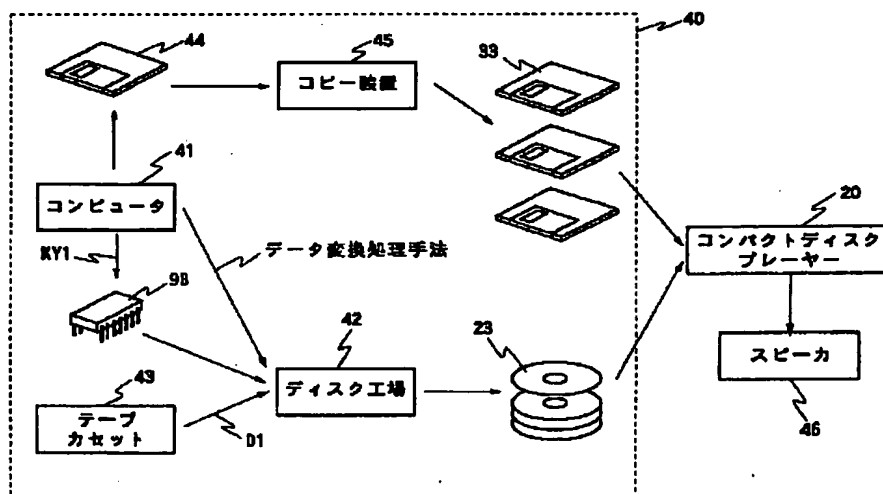 44
45
コピー装置
33
40
41
コンピュータ
KY1
9B
データ変換処理手法
20
コンパクトディスク
プレーヤー
43
テープ
カセット
D1
42
ディスク工場
23
スピーカ
46